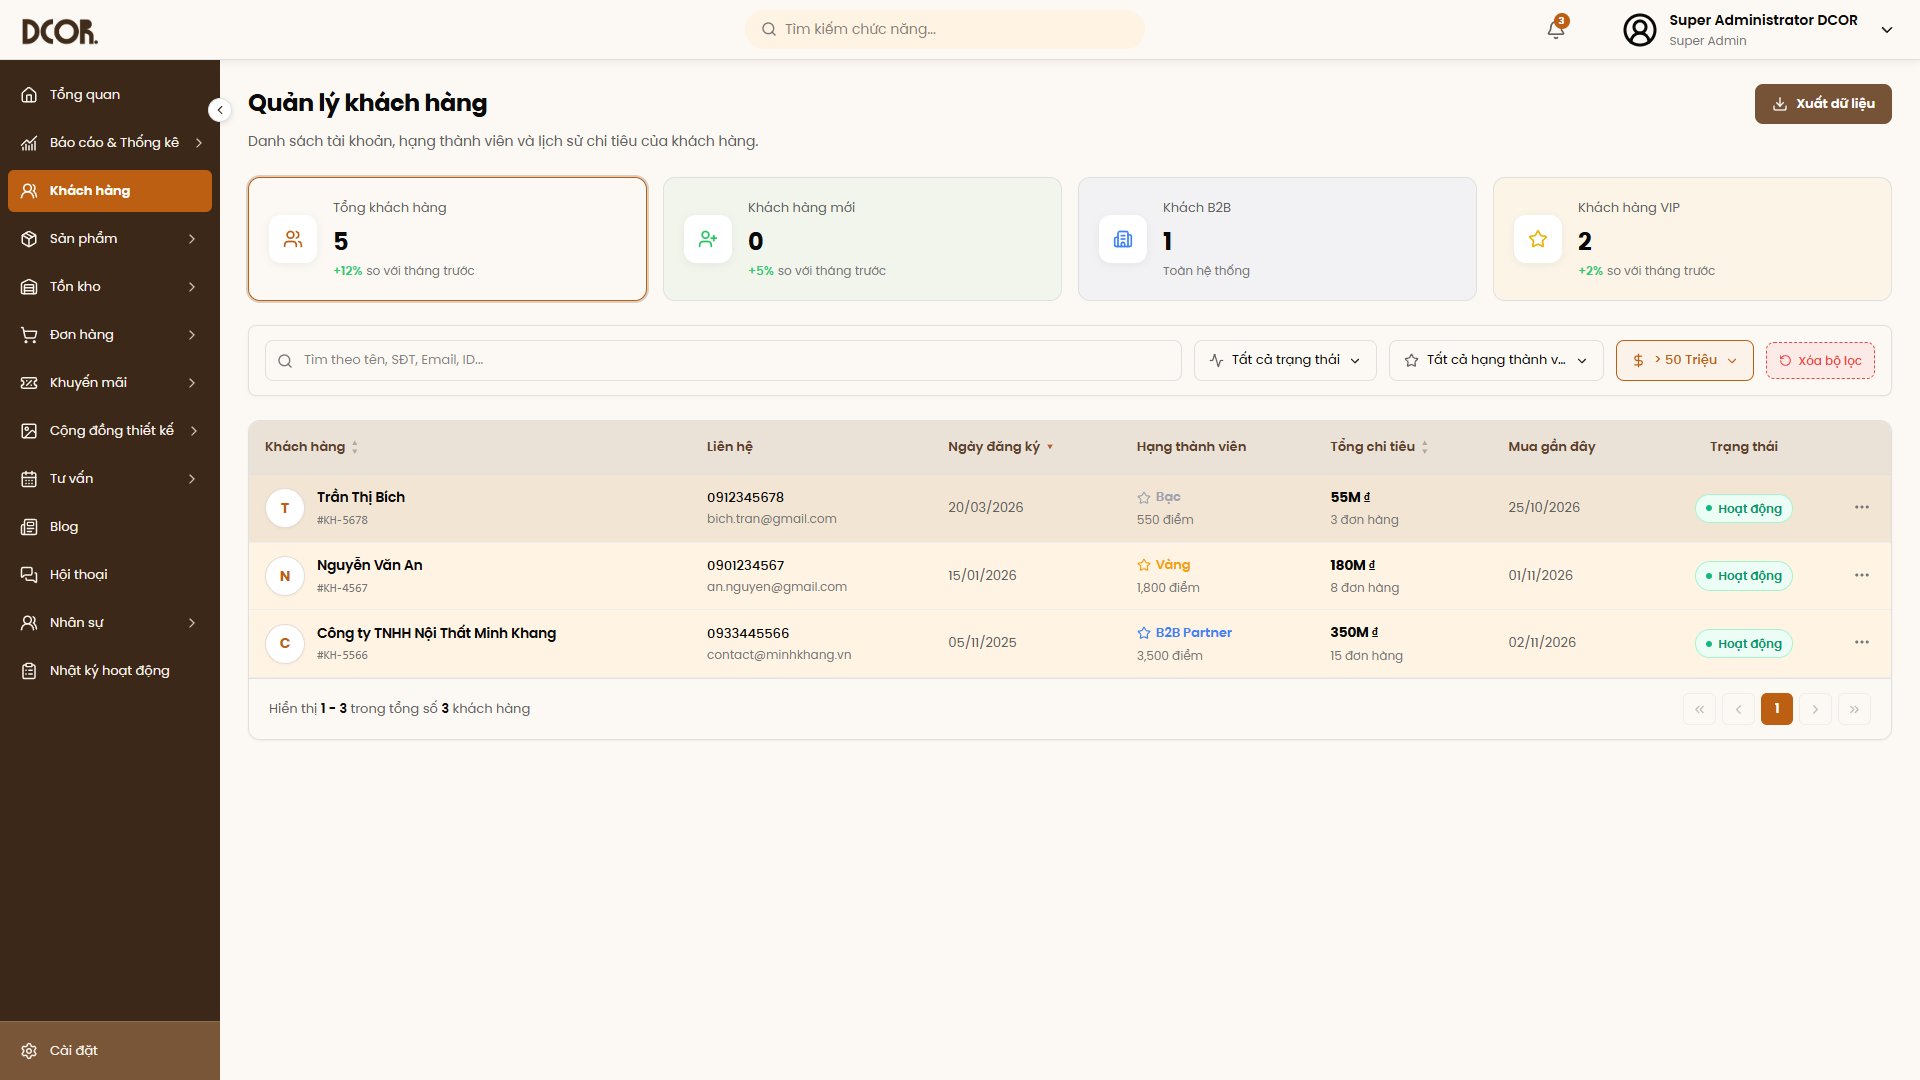 DCOR.
Tìm kiếm chức năng...
3
Super Administrator DCOR
Super Admin
Tổng quan
Báo cáo & Thống kê
Khách hàng
Sản phẩm
Tồn kho
Đơn hàng
Khuyến mãi
Cộng đồng thiết kế
Tư vấn
Blog
Hội thoại
Nhân sự
Nhật ký hoạt động
Cài đặt
Quản lý khách hàng
Danh sách tài khoản, hạng thành viên và lịch sử chi tiêu của khách hàng.
Xuất dữ liệu
Tổng khách hàng
5
+12% so với tháng trước
Khách hàng mới
0
+5% so với tháng trước
Khách B2B
1
Toàn hệ thống
Khách hàng VIP
2
+2% so với tháng trước
Tìm theo tên, SĐT, Email, ID...
Tất cả trạng thái
Tất cả hạng thành v...
> 50 Triệu
Xóa bộ lọc
Khách hàng Liên hệ Ngày đăng ký Hạng thành viên Tổng chi tiêu Mua gần đây Trạng thái
T Trần Thị Bích 0912345678 20/03/2026 Bạc 55M ₫ 25/10/2026 Hoạt động
#KH-5678 bich.tran@gmail.com 550 điểm 3 đơn hàng
N Nguyễn Văn An 0901234567 15/01/2026 Vàng 180M ₫ 01/11/2026 Hoạt động
#KH-4567 an.nguyen@gmail.com 1,800 điểm 8 đơn hàng
C Công ty TNHH Nội Thất Minh Khang 0933445566 05/11/2025 B2B Partner 350M ₫ 02/11/2026 Hoạt động
#KH-5566 contact@minhkhang.vn 3,500 điểm 15 đơn hàng
Hiển thị 1 - 3 trong tổng số 3 khách hàng
1